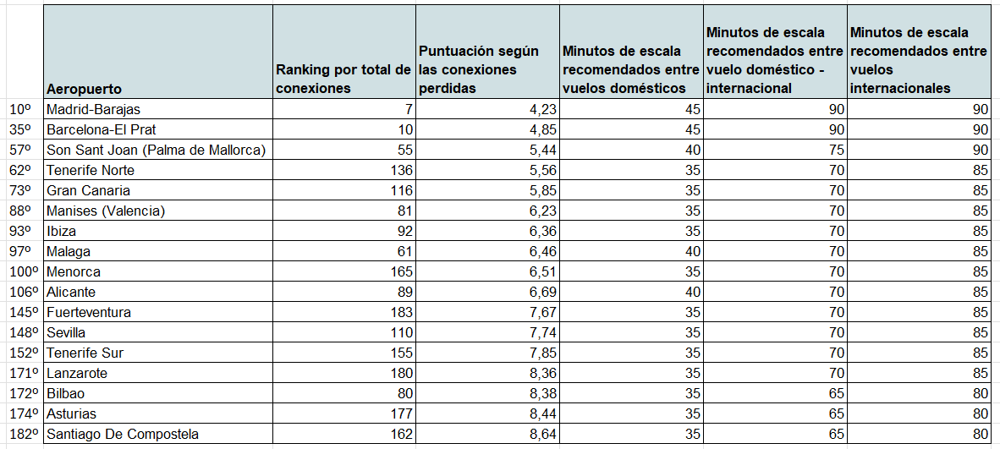 Aeropuerto	Ranking por total de conexiones	Puntuación según las conexiones perdidas	Minutos de escala recomendados entre vuelos domésticos	Minutos de escala recomendados entre vuelo doméstico - internacional	Minutos de escala recomendados entre vuelos internacionales
10º	Madrid-Barajas	7	4,23	45	90	90
35º	Barcelona-El Prat	10	4,85	45	90	90
57º	Son Sant Joan (Palma de Mallorca)	55	5,44	40	75	90
62º	Tenerife Norte	136	5,56	35	70	85
73º	Gran Canaria	116	5,85	35	70	85
88º	Manises (Valencia)	81	6,23	35	70	85
93º	Ibiza	92	6,36	35	70	85
97º	Malaga	61	6,46	40	70	85
100º	Menorca	165	6,51	35	70	85
106º	Alicante	89	6,69	40	70	85
145º	Fuerteventura	183	7,67	35	70	85
148º	Sevilla	110	7,74	35	70	85
152º	Tenerife Sur	155	7,85	35	70	85
171º	Lanzarote	180	8,36	35	70	85
172º	Bilbao	80	8,38	35	65	80
174º	Asturias	177	8,44	35	65	80
182º	Santiago De Compostela	162	8,64	35	65	80